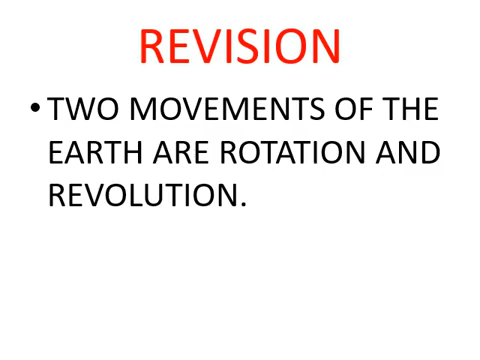 REVISION
• TWO MOVEMENTS OF THE
EARTH ARE ROTATION AND
REVOLUTION.